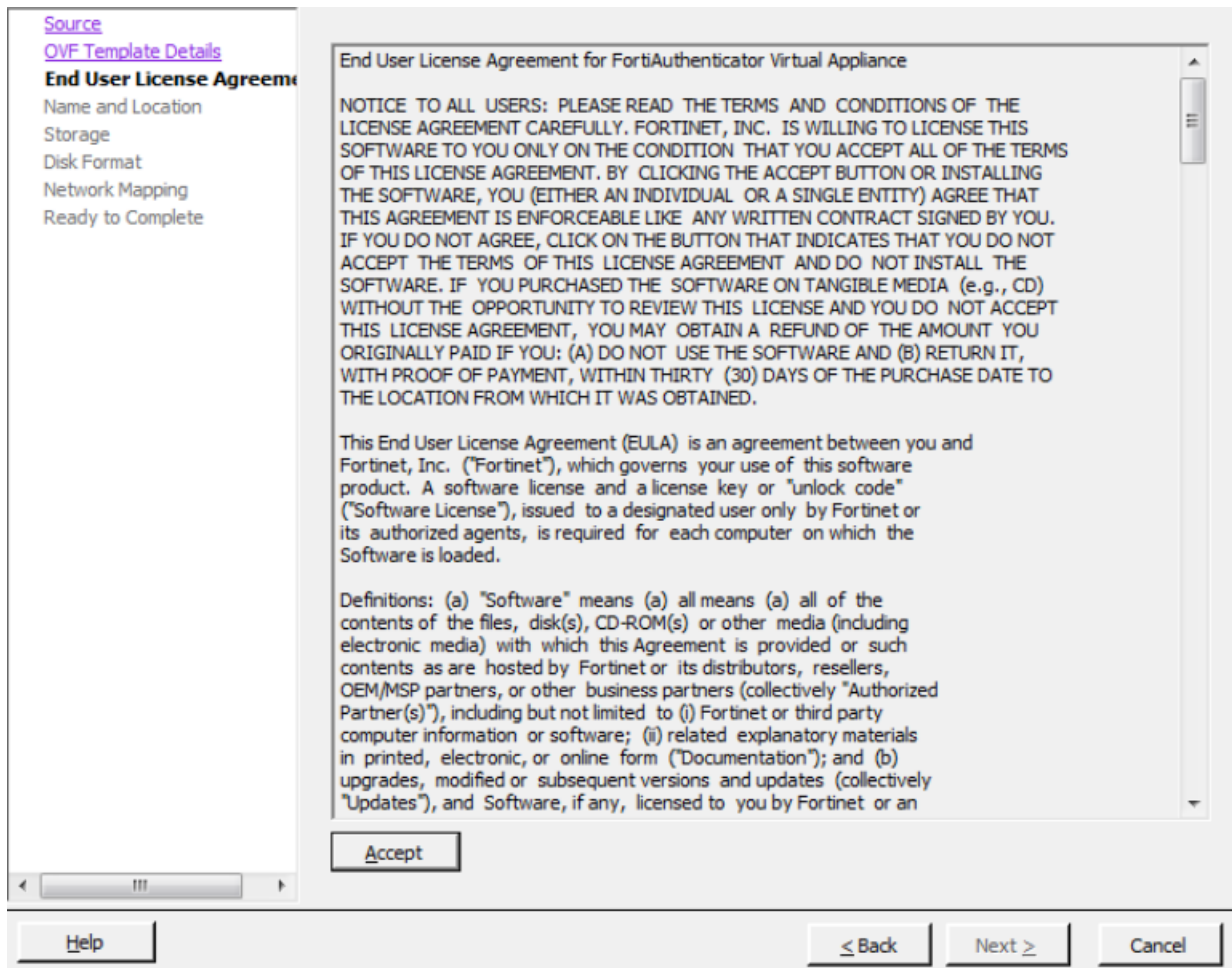 Source
OVF Template Details
End User License Agreeme
Name and Location
Storage
Disk Format
Network Mapping
Ready to Complete
End User License Agreement for FortiAuthenticator Virtual Appliance
NOTICE TO ALL USERS: PLEASE READ THE TERMS AND CONDITIONS OF THE
LICENSE AGREEMENT CAREFULLY. FORTINET, INC. IS WILLING TO LICENSE THIS
SOFTWARE TO YOU ONLY ON THE CONDITION THAT YOU ACCEPT ALL OF THE TERMS
OF THIS LICENSE AGREEMENT. BY CLICKING THE ACCEPT BUTTON OR INSTALLING
THE SOFTWARE, YOU (EITHER AN INDIVIDUAL OR A SINGLE ENTITY) AGREE THAT
THIS AGREEMENT IS ENFORCEABLE LIKE ANY WRITTEN CONTRACT SIGNED BY YOU.
IF YOU DO NOT AGREE, CLICK ON THE BUTTON THAT INDICATES THAT YOU DO NOT
ACCEPT THE TERMS OF THIS LICENSE AGREEMENT AND DO NOT INSTALL THE
SOFTWARE. IF YOU PURCHASED THE SOFTWARE ON TANGIBLE MEDIA (e.g., CD)
WITHOUT THE OPPORTUNITY TO REVIEW THIS LICENSE AND YOU DO NOT ACCEPT
THIS LICENSE AGREEMENT, YOU MAY OBTAIN A REFUND OF THE AMOUNT YOU
ORIGINALLY PAID IF YOU: (A) DO NOT USE THE SOFTWARE AND (B) RETURN IT,
WITH PROOF OF PAYMENT, WITHIN THIRTY (30) DAYS OF THE PURCHASE DATE TO
THE LOCATION FROM WHICH IT WAS OBTAINED.
This End User License Agreement (EULA) is an agreement between you and
Fortinet, Inc. ("Fortinet"), which governs your use of this software
product. A software license and a license key or "unlock code"
("Software License"), issued to a designated user only by Fortinet or
its authorized agents, is required for each computer on which the
Software is loaded.
Definitions: (a) "Software" means (a) all means (a) all of the
contents of the files, disk(s), CD-ROM(s) or other media (including
electronic media) with which this Agreement is provided or such
contents as are hosted by Fortinet or its distributors, resellers,
OEM/MSP partners, or other business partners (collectively "Authorized
Partner(s)"), including but not limited to (i) Fortinet or third party
computer information or software; (ii) related explanatory materials
in printed, electronic, or online form ("Documentation"); and (b)
upgrades, modified or subsequent versions and updates (collectively
"Updates"), and Software, if any, licensed to you by Fortinet or an
Accept
Help
< Back
Next >
Cancel